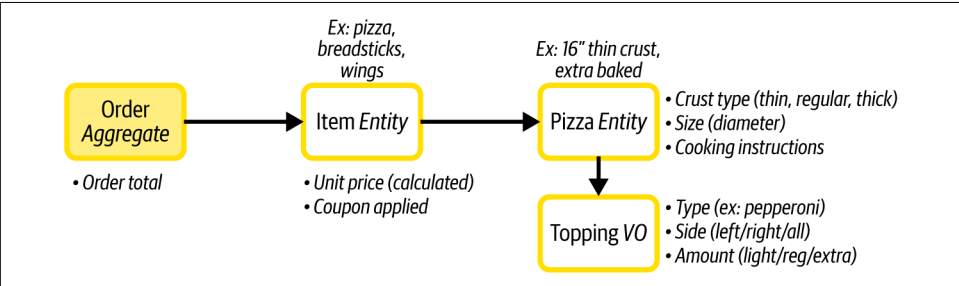 Ex: pizza,
breadsticks,
wings
Ex: 16" thin crust,
extra baked
Order
Aggregate
Item Entity
Pizza Entity
• Crust type (thin, regular, thick)
• Size (diameter)
• Cooking instructions
• Order total
• Unit price (calculated)
• Coupon applied
Topping VO
• Type (ex: pepperoni)
• Side (left/right/all)
• Amount (light/reg/extra)